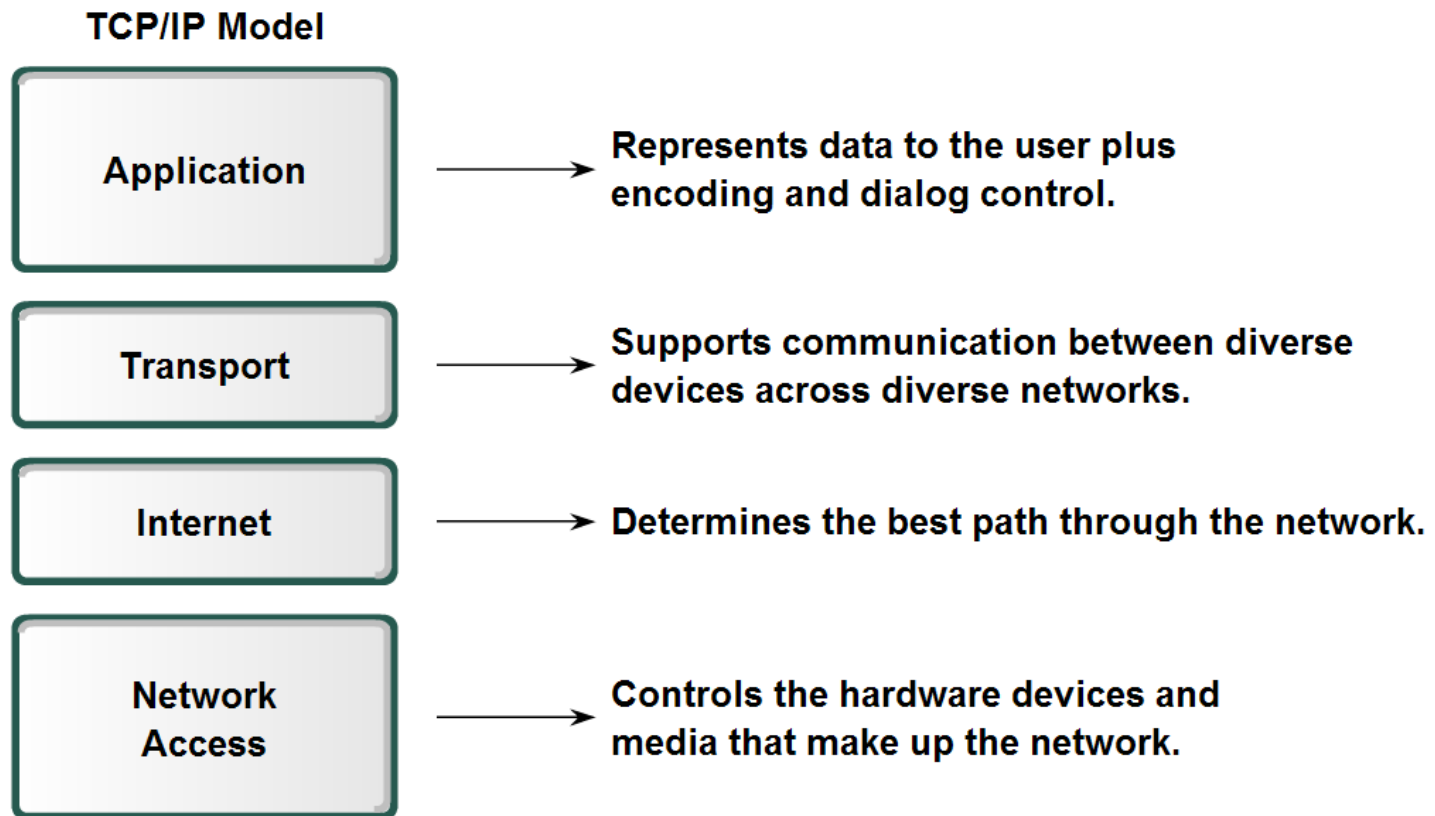 TCP/IP Model
Application
Represents data to the user plus
encoding and dialog control.
Transport
Supports communication between diverse
devices across diverse networks.
Internet
Determines the best path through the network.
Network
Access
Controls the hardware devices and
media that make up the network.